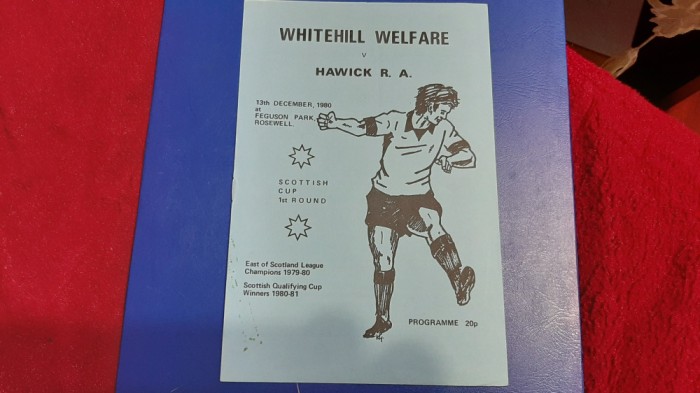 WHITEHILL WELFARE
v
HAWICK R. A.
13th DECEMBER, 1980
at
FEGUSON PARK,
ROSEWELL.
SCOTTISH
CUP
1st ROUND
East of Scotland League
Champions 1979-80
Scottish Qualifying Cup
Winners 1980-81
PROGRAMME 20p